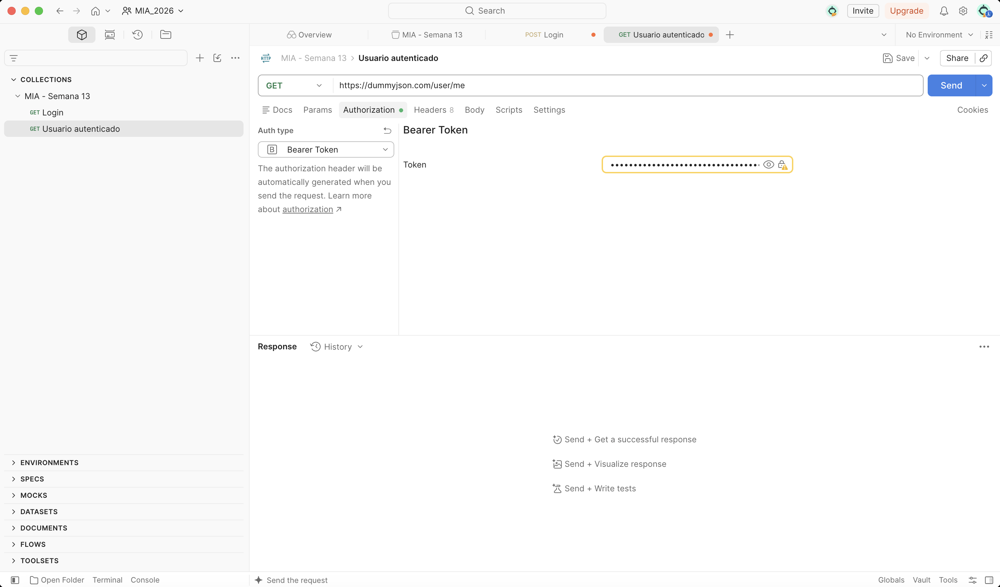 MIA_2026
Search
Invite
Upgrade
Overview
MIA - Semana 13
POST Login
GET Usuario autenticado
No Environment
COLLECTIONS
MIA - Semana 13
GET Login
GET Usuario autenticado
HTTP
MIA - Semana 13 > Usuario autenticado
Save
Share
GET
https://dummyjson.com/user/me
Send
Docs
Params
Authorization
Headers 8
Body
Scripts
Settings
Cookies
Auth type
B Bearer Token
The authorization header will be
automatically generated when you
send the request. Learn more
about authorization ↗
Bearer Token
Token
Response
History
Send + Get a successful response
Send + Visualize response
Send + Write tests
ENVIRONMENTS
SPECS
MOCKS
DATASETS
DOCUMENTS
FLOWS
TOOLSETS
Open Folder
Terminal
Console
Send the request
Globals
Vault
Tools